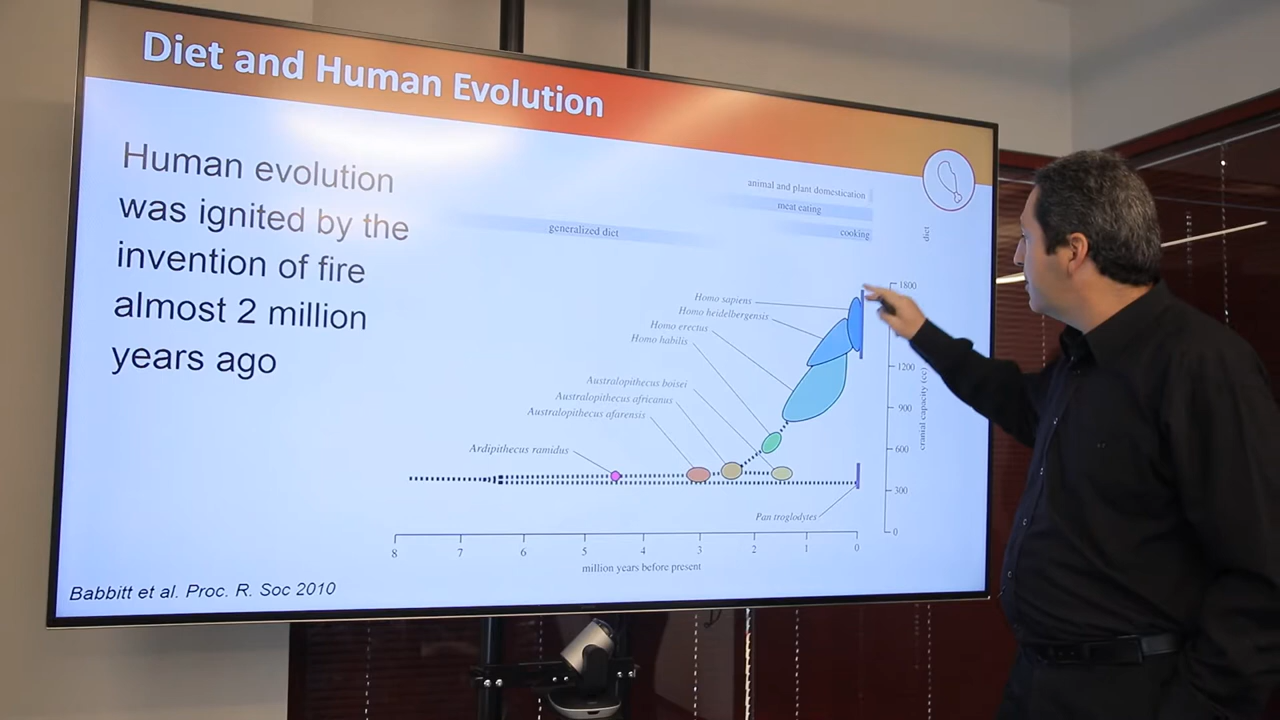 Diet and Human Evolution
Human evolution
was ignited by the
invention of fire
almost 2 million
years ago
animal and plant domestication
meat eating
generalized diet
cooking
diet
Homo sapiens
Homo heidelbergensis
Homo erectus
Homo habilis
Australopithecus boisei
Australopithecus africanus
Australopithecus afarensis
Ardipithecus ramidus
Pan troglodytes
1800
1200
900
600
300
0
cranial capacity (cc)
8 7 6 5 4 3 2 1 0
million years before present
Babbitt et al. Proc. R. Soc 2010